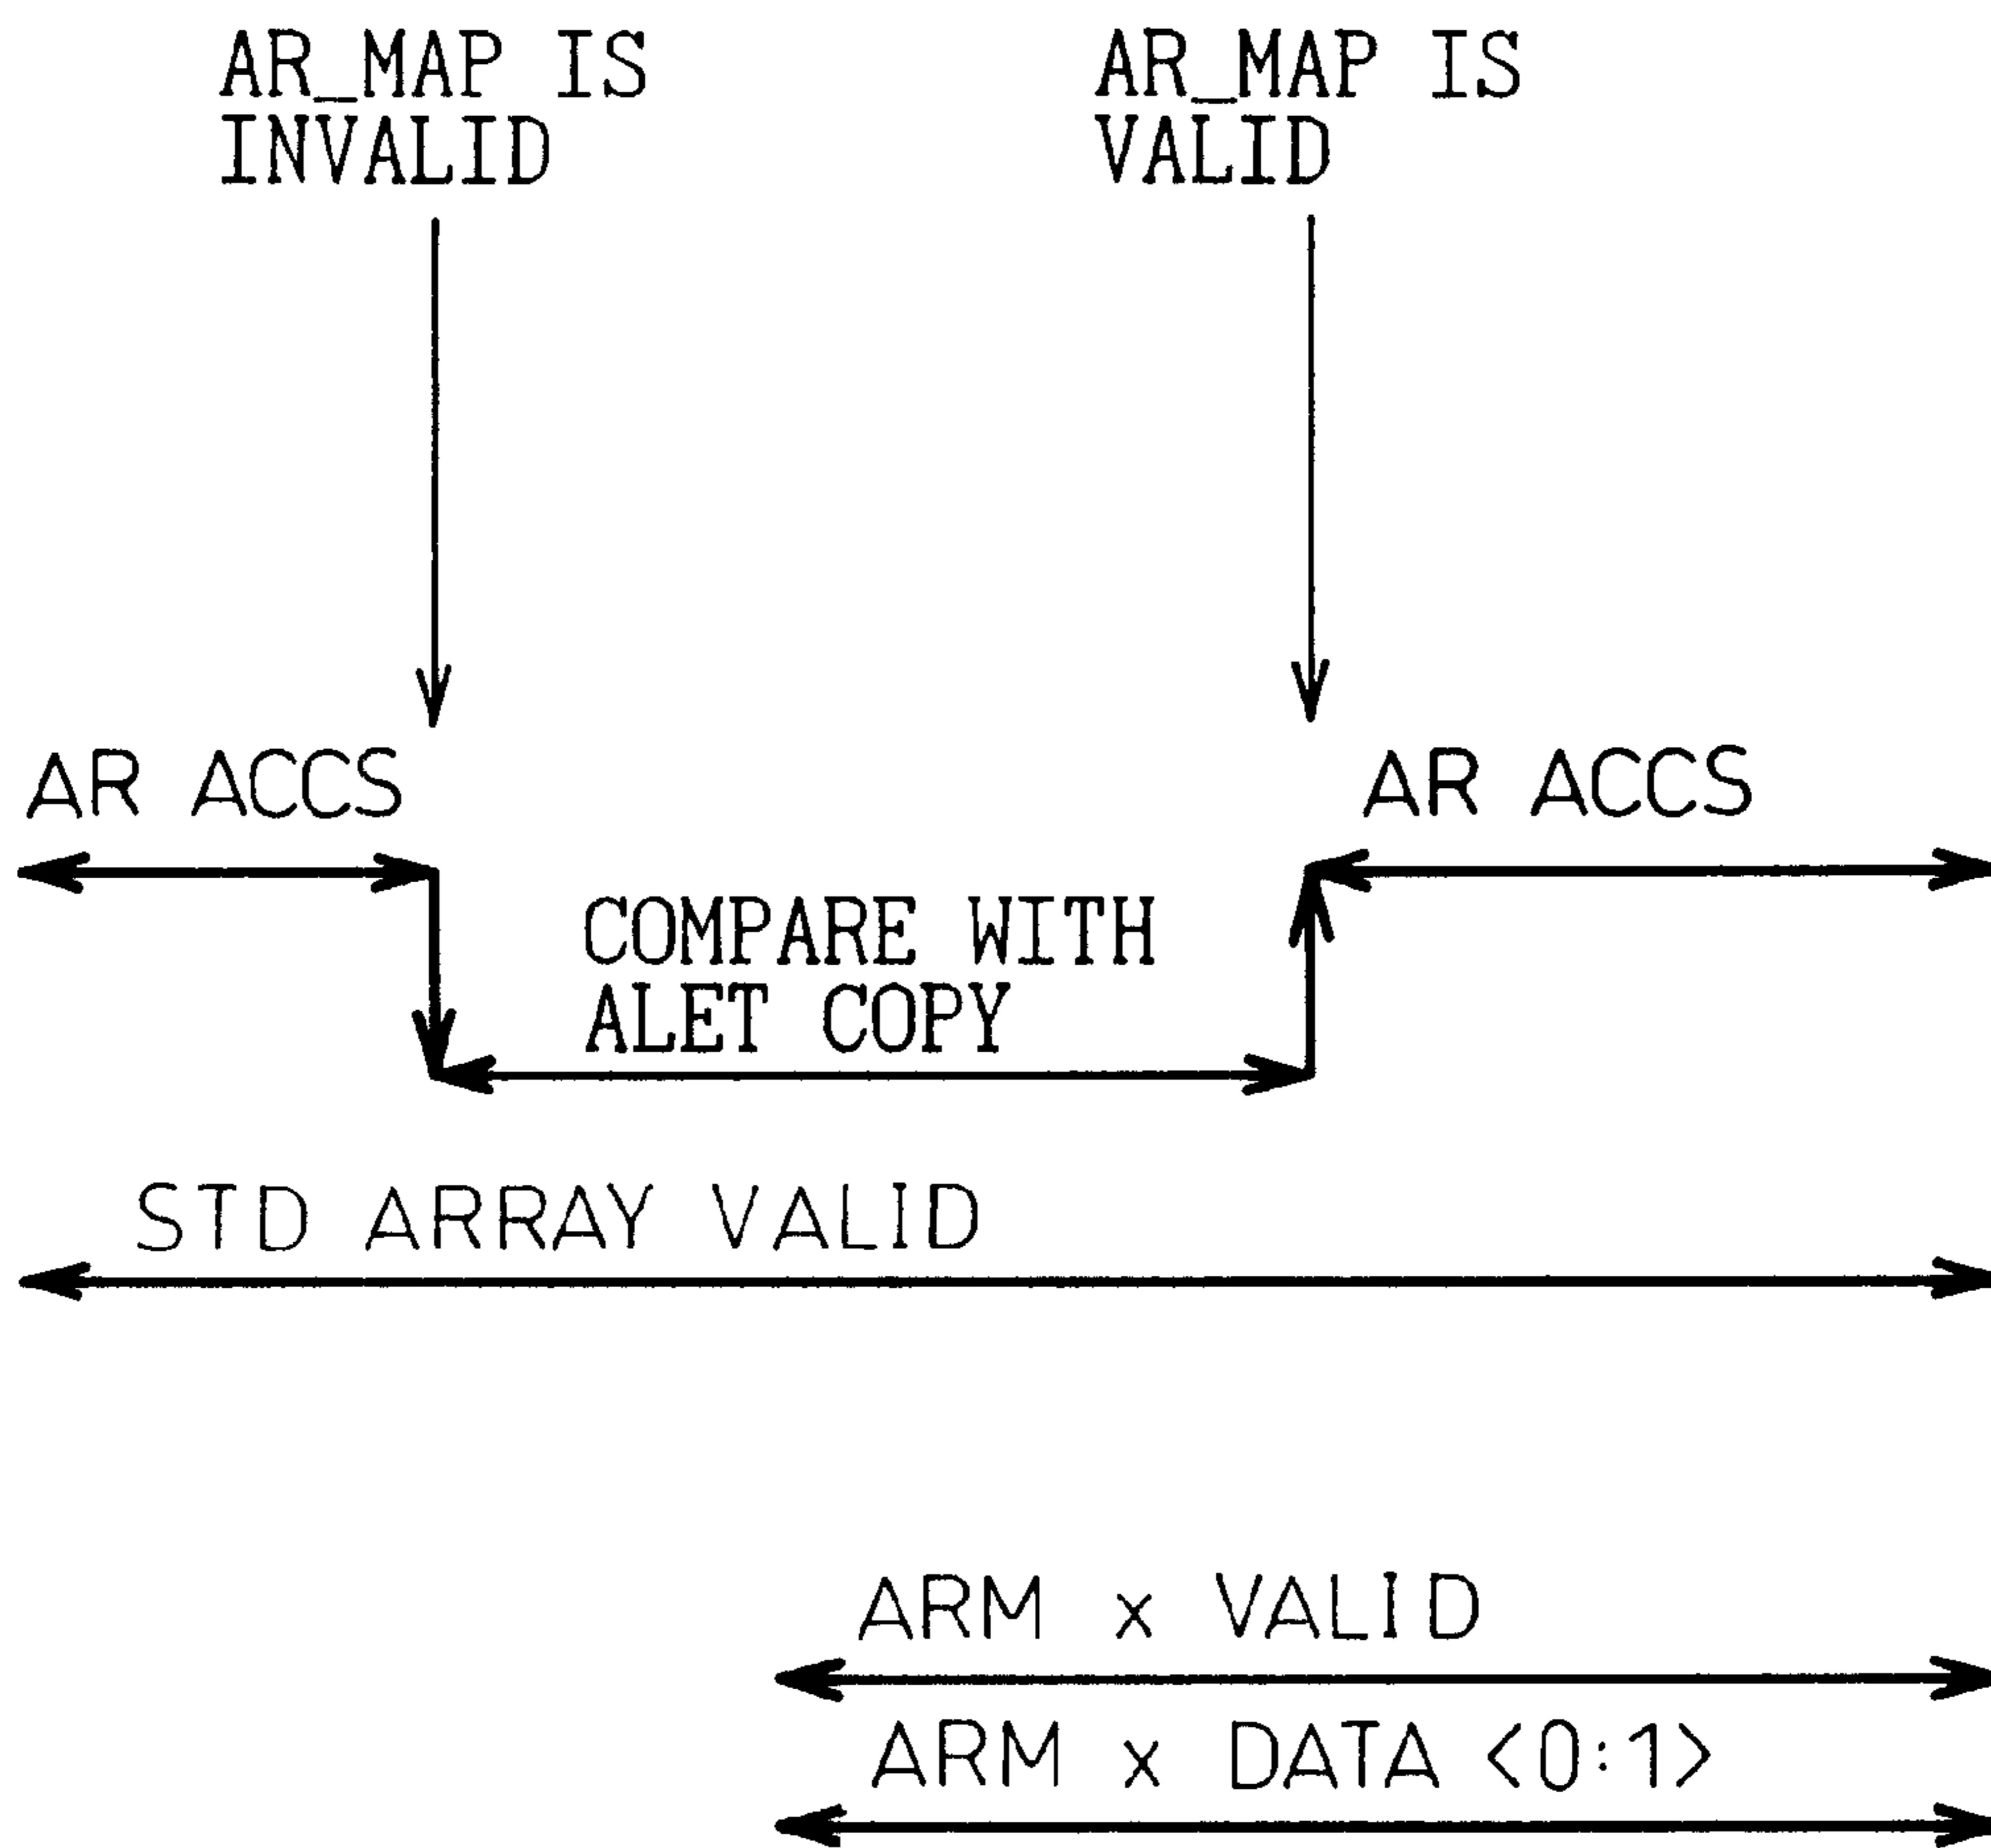 AR_MAP IS
INVALID
AR_MAP IS
VALID
AR ACCS
AR ACCS
COMPARE WITH
ALET COPY
STD ARRAY VALID
ARM x VALID
ARM x DATA <0:1>